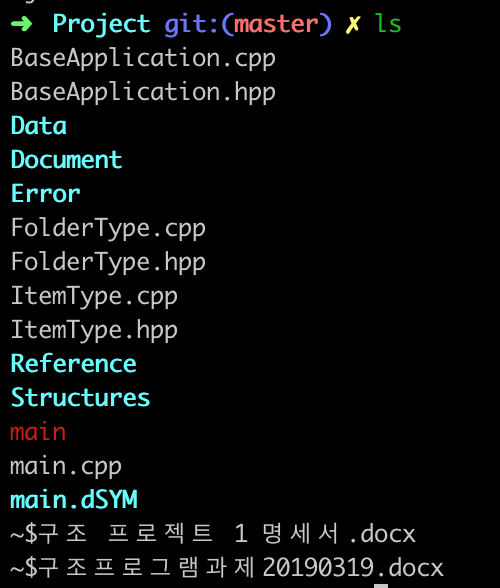 ➜ Project git:(master) ✗ ls
BaseApplication.cpp
BaseApplication.hpp
Data
Document
Error
FolderType.cpp
FolderType.hpp
ItemType.cpp
ItemType.hpp
Reference
Structures
main
main.cpp
main.dSYM
~$구조 프로젝트 1 명세서.docx
~$구조프로그램과제20190319.docx